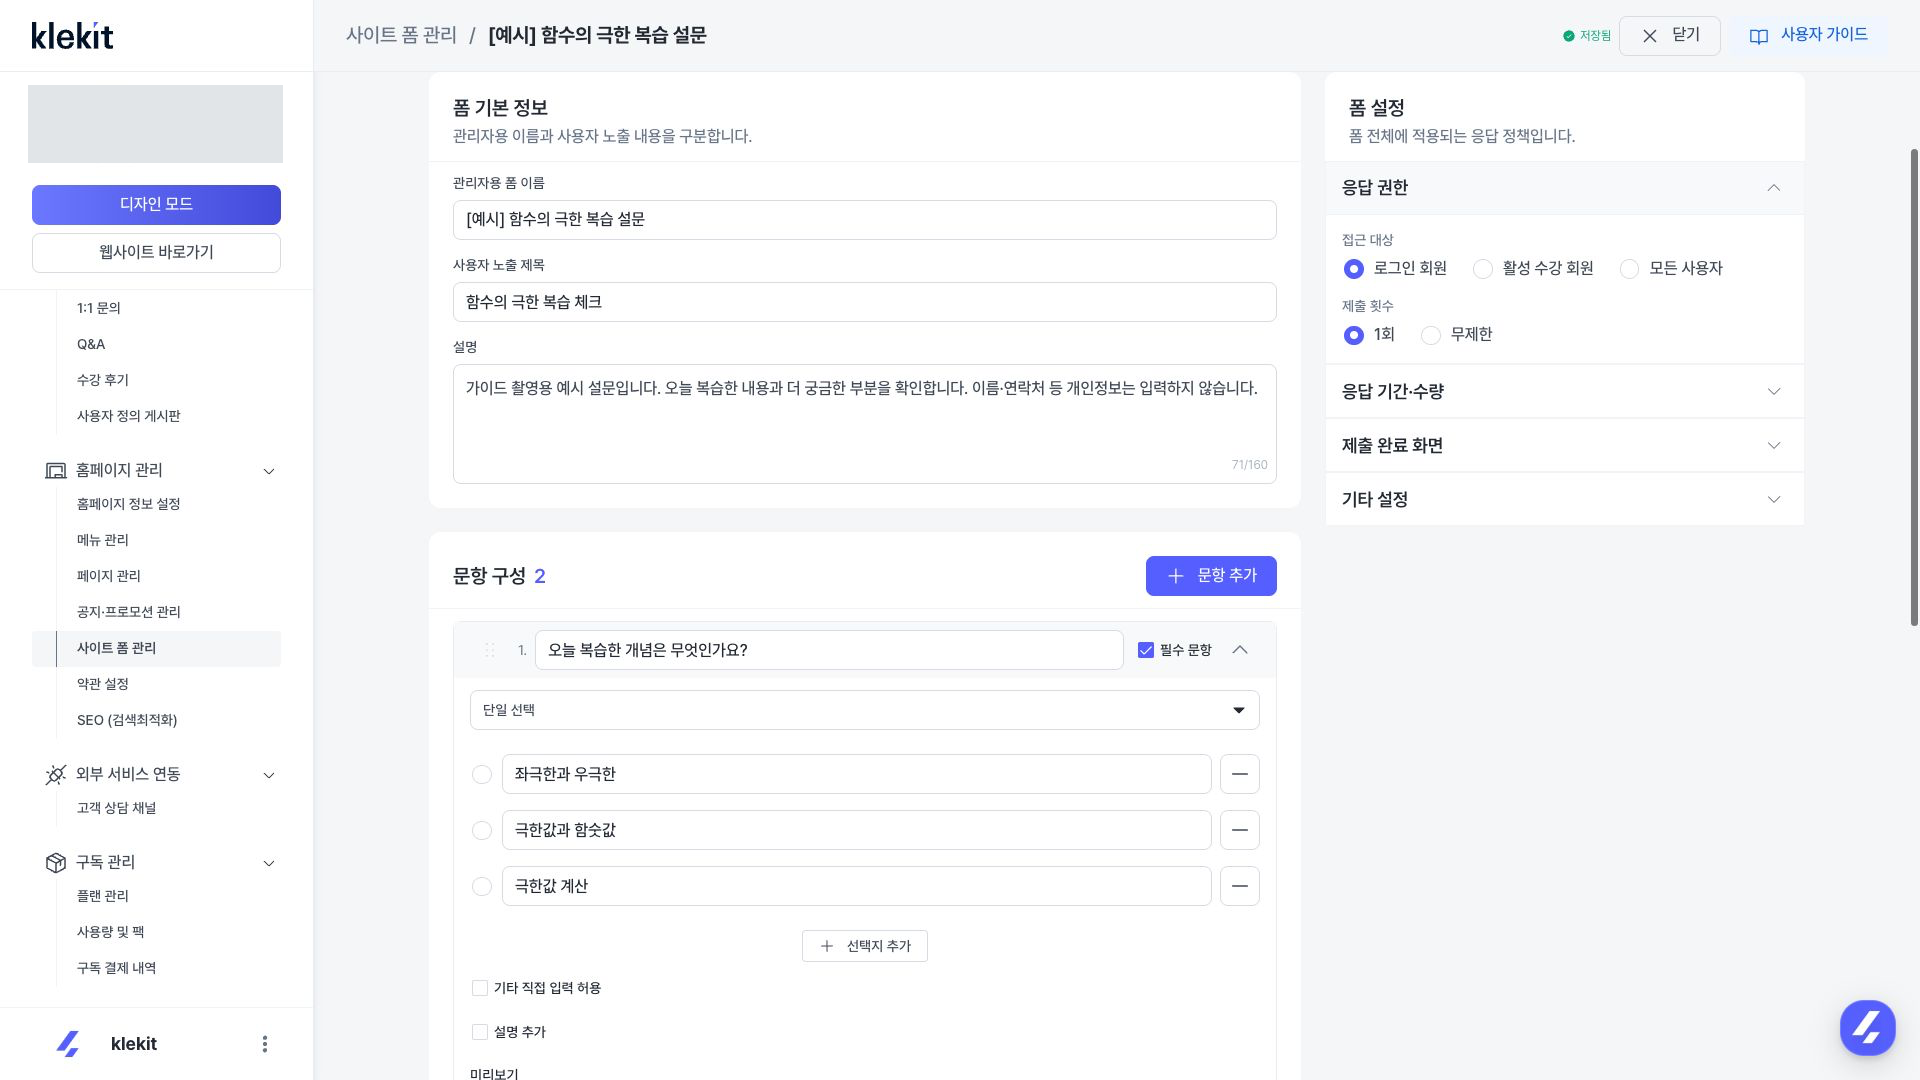 klekit
사이트 폼 관리 / [예시] 함수의 극한 복습 설문
저장됨
닫기
사용자 가이드
디자인 모드
웹사이트 바로가기
1:1 문의
Q&A
수강 후기
사용자 정의 게시판
홈페이지 관리
홈페이지 정보 설정
메뉴 관리
페이지 관리
공지·프로모션 관리
사이트 폼 관리
약관 설정
SEO (검색최적화)
외부 서비스 연동
고객 상담 채널
구독 관리
플랜 관리
사용량 및 팩
구독 결제 내역
klekit
폼 기본 정보
관리자용 이름과 사용자 노출 내용을 구분합니다.
관리자용 폼 이름
[예시] 함수의 극한 복습 설문
사용자 노출 제목
함수의 극한 복습 체크
설명
가이드 촬영용 예시 설문입니다. 오늘 복습한 내용과 더 궁금한 부분을 확인합니다. 이름·연락처 등 개인정보는 입력하지 않습니다.
71/160
문항 구성 2
문항 추가
1. 오늘 복습한 개념은 무엇인가요?
필수 문항
단일 선택
좌극한과 우극한
극한값과 함숫값
극한값 계산
선택지 추가
기타 직접 입력 허용
설명 추가
미리보기
폼 설정
폼 전체에 적용되는 응답 정책입니다.
응답 권한
접근 대상
로그인 회원 활성 수강 회원 모든 사용자
제출 횟수
1회 무제한
응답 기간·수량
제출 완료 화면
기타 설정